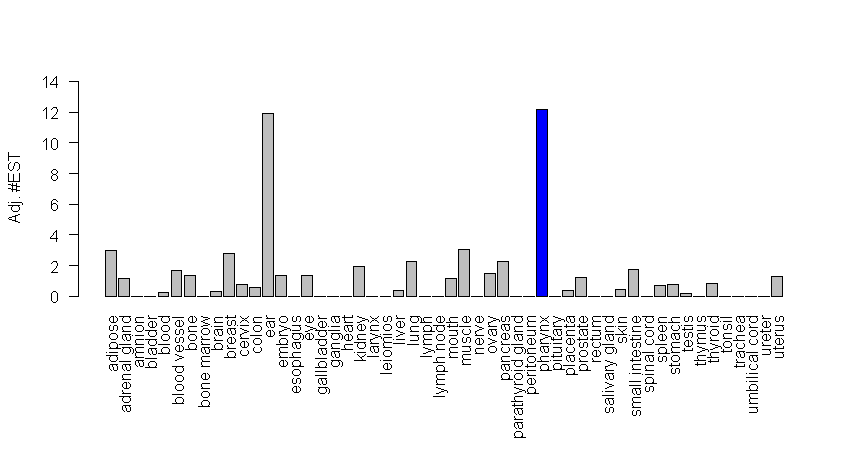 14
12
10
8
6
4
2
0
Adj. #EST
adipose
adrenal gland
amnion
bladder
blood
blood vessel
bone
bone marrow
brain
breast
cervix
colon
ear
embryo
esophagus
eye
gallbladder
ganglia
heart
kidney
larynx
leiomios
liver
lung
lymph
lymph node
mouth
muscle
nerve
ovary
pancreas
parathyroid gland
peritoneum
pharynx
pituitary
placenta
prostate
rectum
salivary gland
skin
small intestine
spinal cord
spleen
stomach
testis
thymus
thyroid
tonsil
trachea
umbilical cord
ureter
uterus